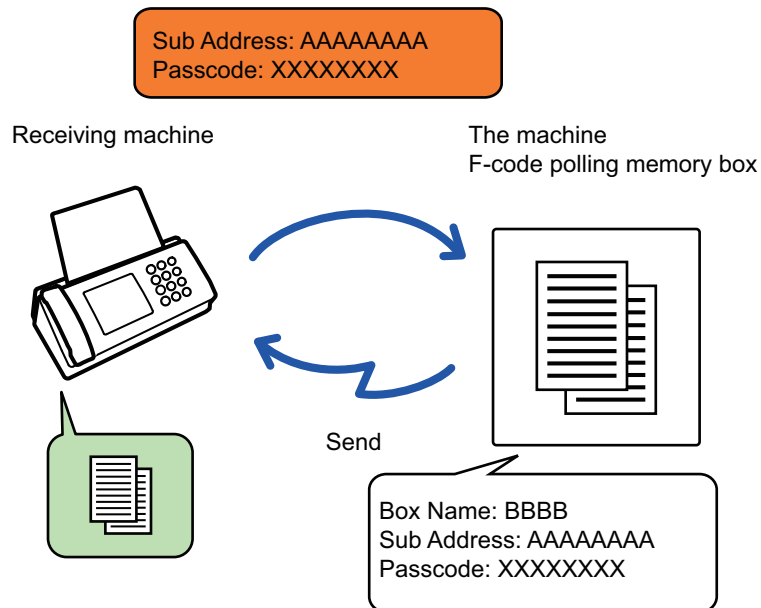 Sub Address: AAAAAAAA
Passcode: XXXXXXXX
Receiving machine
The machine
F-code polling memory box
Send
Box Name: BBBB
Sub Address: AAAAAAAA
Passcode: XXXXXXXX